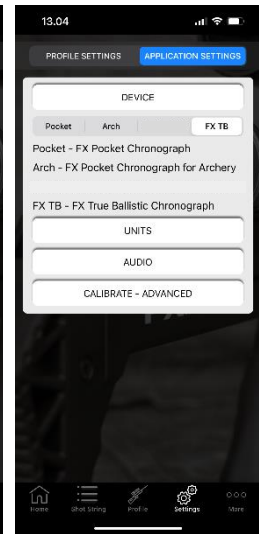 13.04
PROFILE SETTINGS APPLICATION SETTINGS
DEVICE
Pocket Arch FX TB
Pocket - FX Pocket Chronograph
Arch - FX Pocket Chronograph for Archery
FX TB - FX True Ballistic Chronograph
UNITS
AUDIO
CALIBRATE - ADVANCED
Home Shot String Profile Settings More